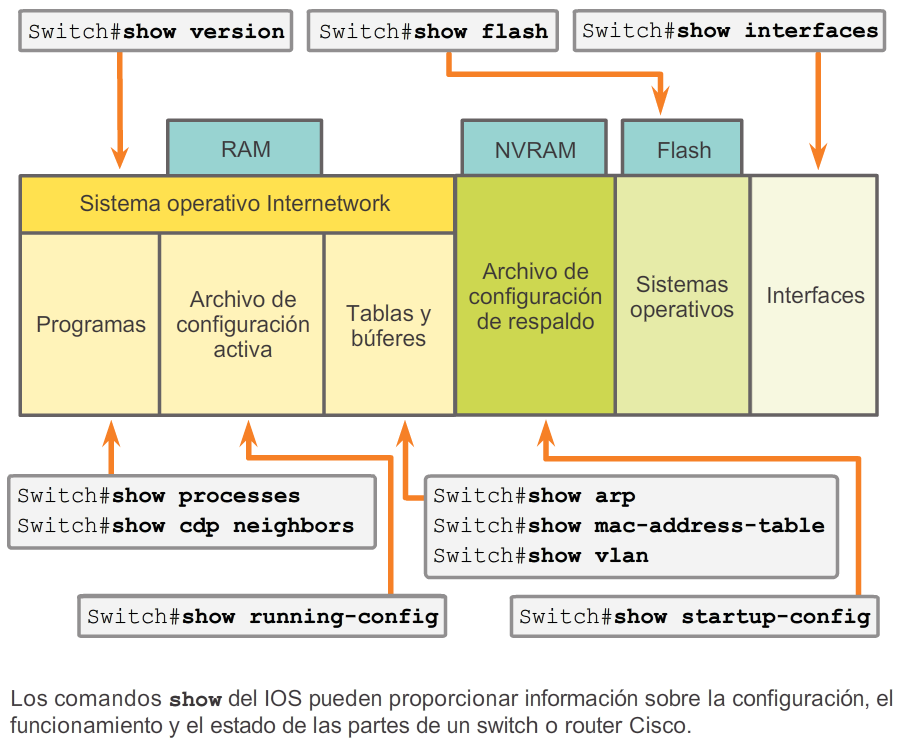 Switch#show version
Switch#show flash
Switch#show interfaces
RAM
NVRAM
Flash
Sistema operativo Internetwork
Programas
Archivo de
configuración
activa
Tablas y
búferes
Archivo de
configuración
de respaldo
Sistemas
operativos
Interfaces
Switch#show processes
Switch#show cdp neighbors
Switch#show arp
Switch#show mac-address-table
Switch#show vlan
Switch#show running-config
Switch#show startup-config
Los comandos show del IOS pueden proporcionar información sobre la configuración, el
funcionamiento y el estado de las partes de un switch o router Cisco.